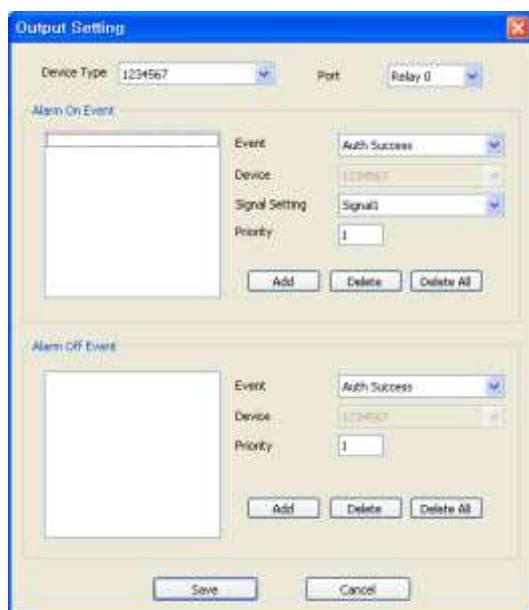 Output Setting
Device Type 1234567 Port Relay 0
Alarm On Event
Event Auth Success
Device 1234567
Signal Setting Signal1
Priority 1
Add Delete Delete All
Alarm Off Event
Event Auth Success
Device 1234567
Priority 1
Add Delete Delete All
Save Cancel